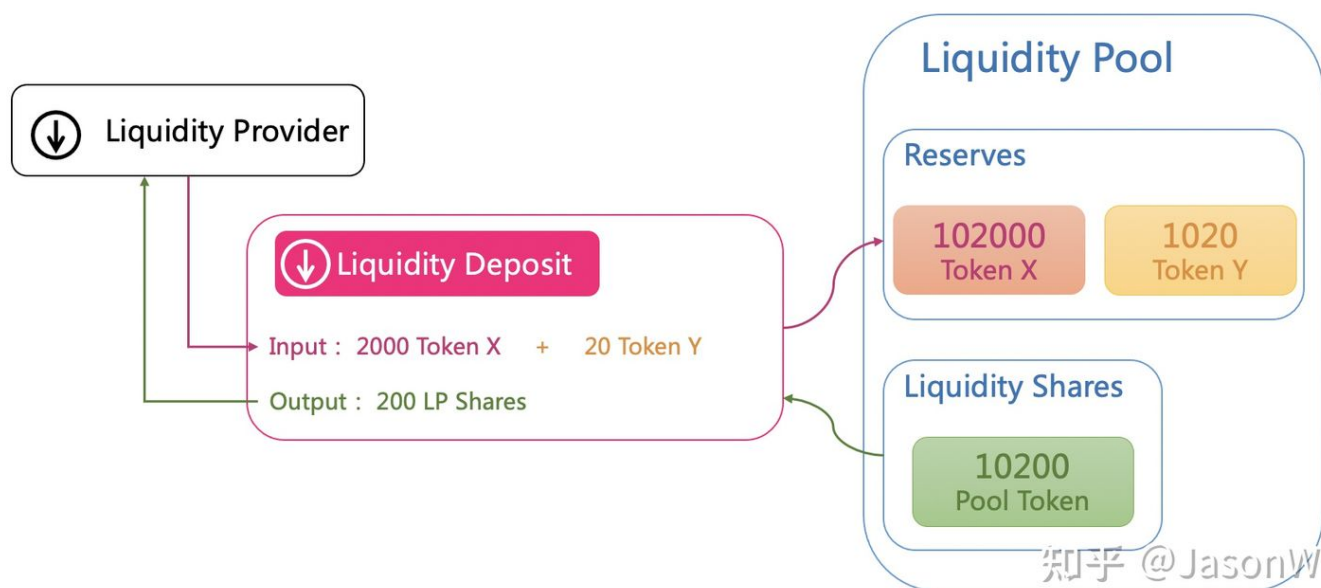 Liquidity Pool
Liquidity Provider
Reserves
102000
Token X
1020
Token Y
Liquidity Deposit
Input : 2000 Token X + 20 Token Y
Output : 200 LP Shares
Liquidity Shares
10200
Pool Token
知乎 @JasonW